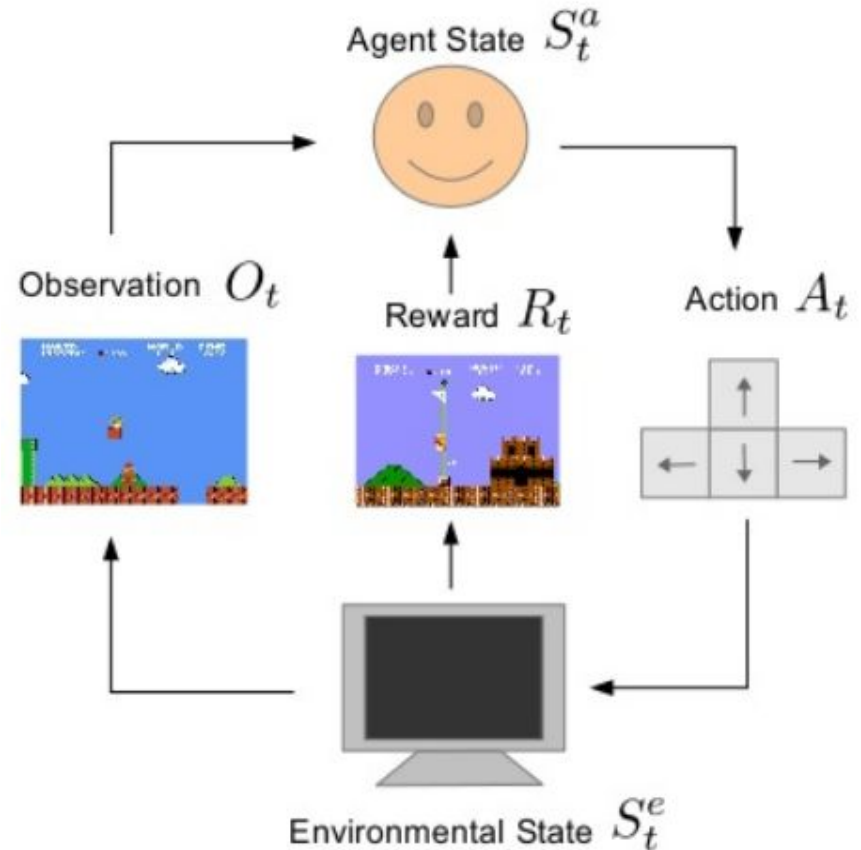 Agent State S_t^a
Observation O_t
Reward R_t
Action A_t
Environmental State S_t^e